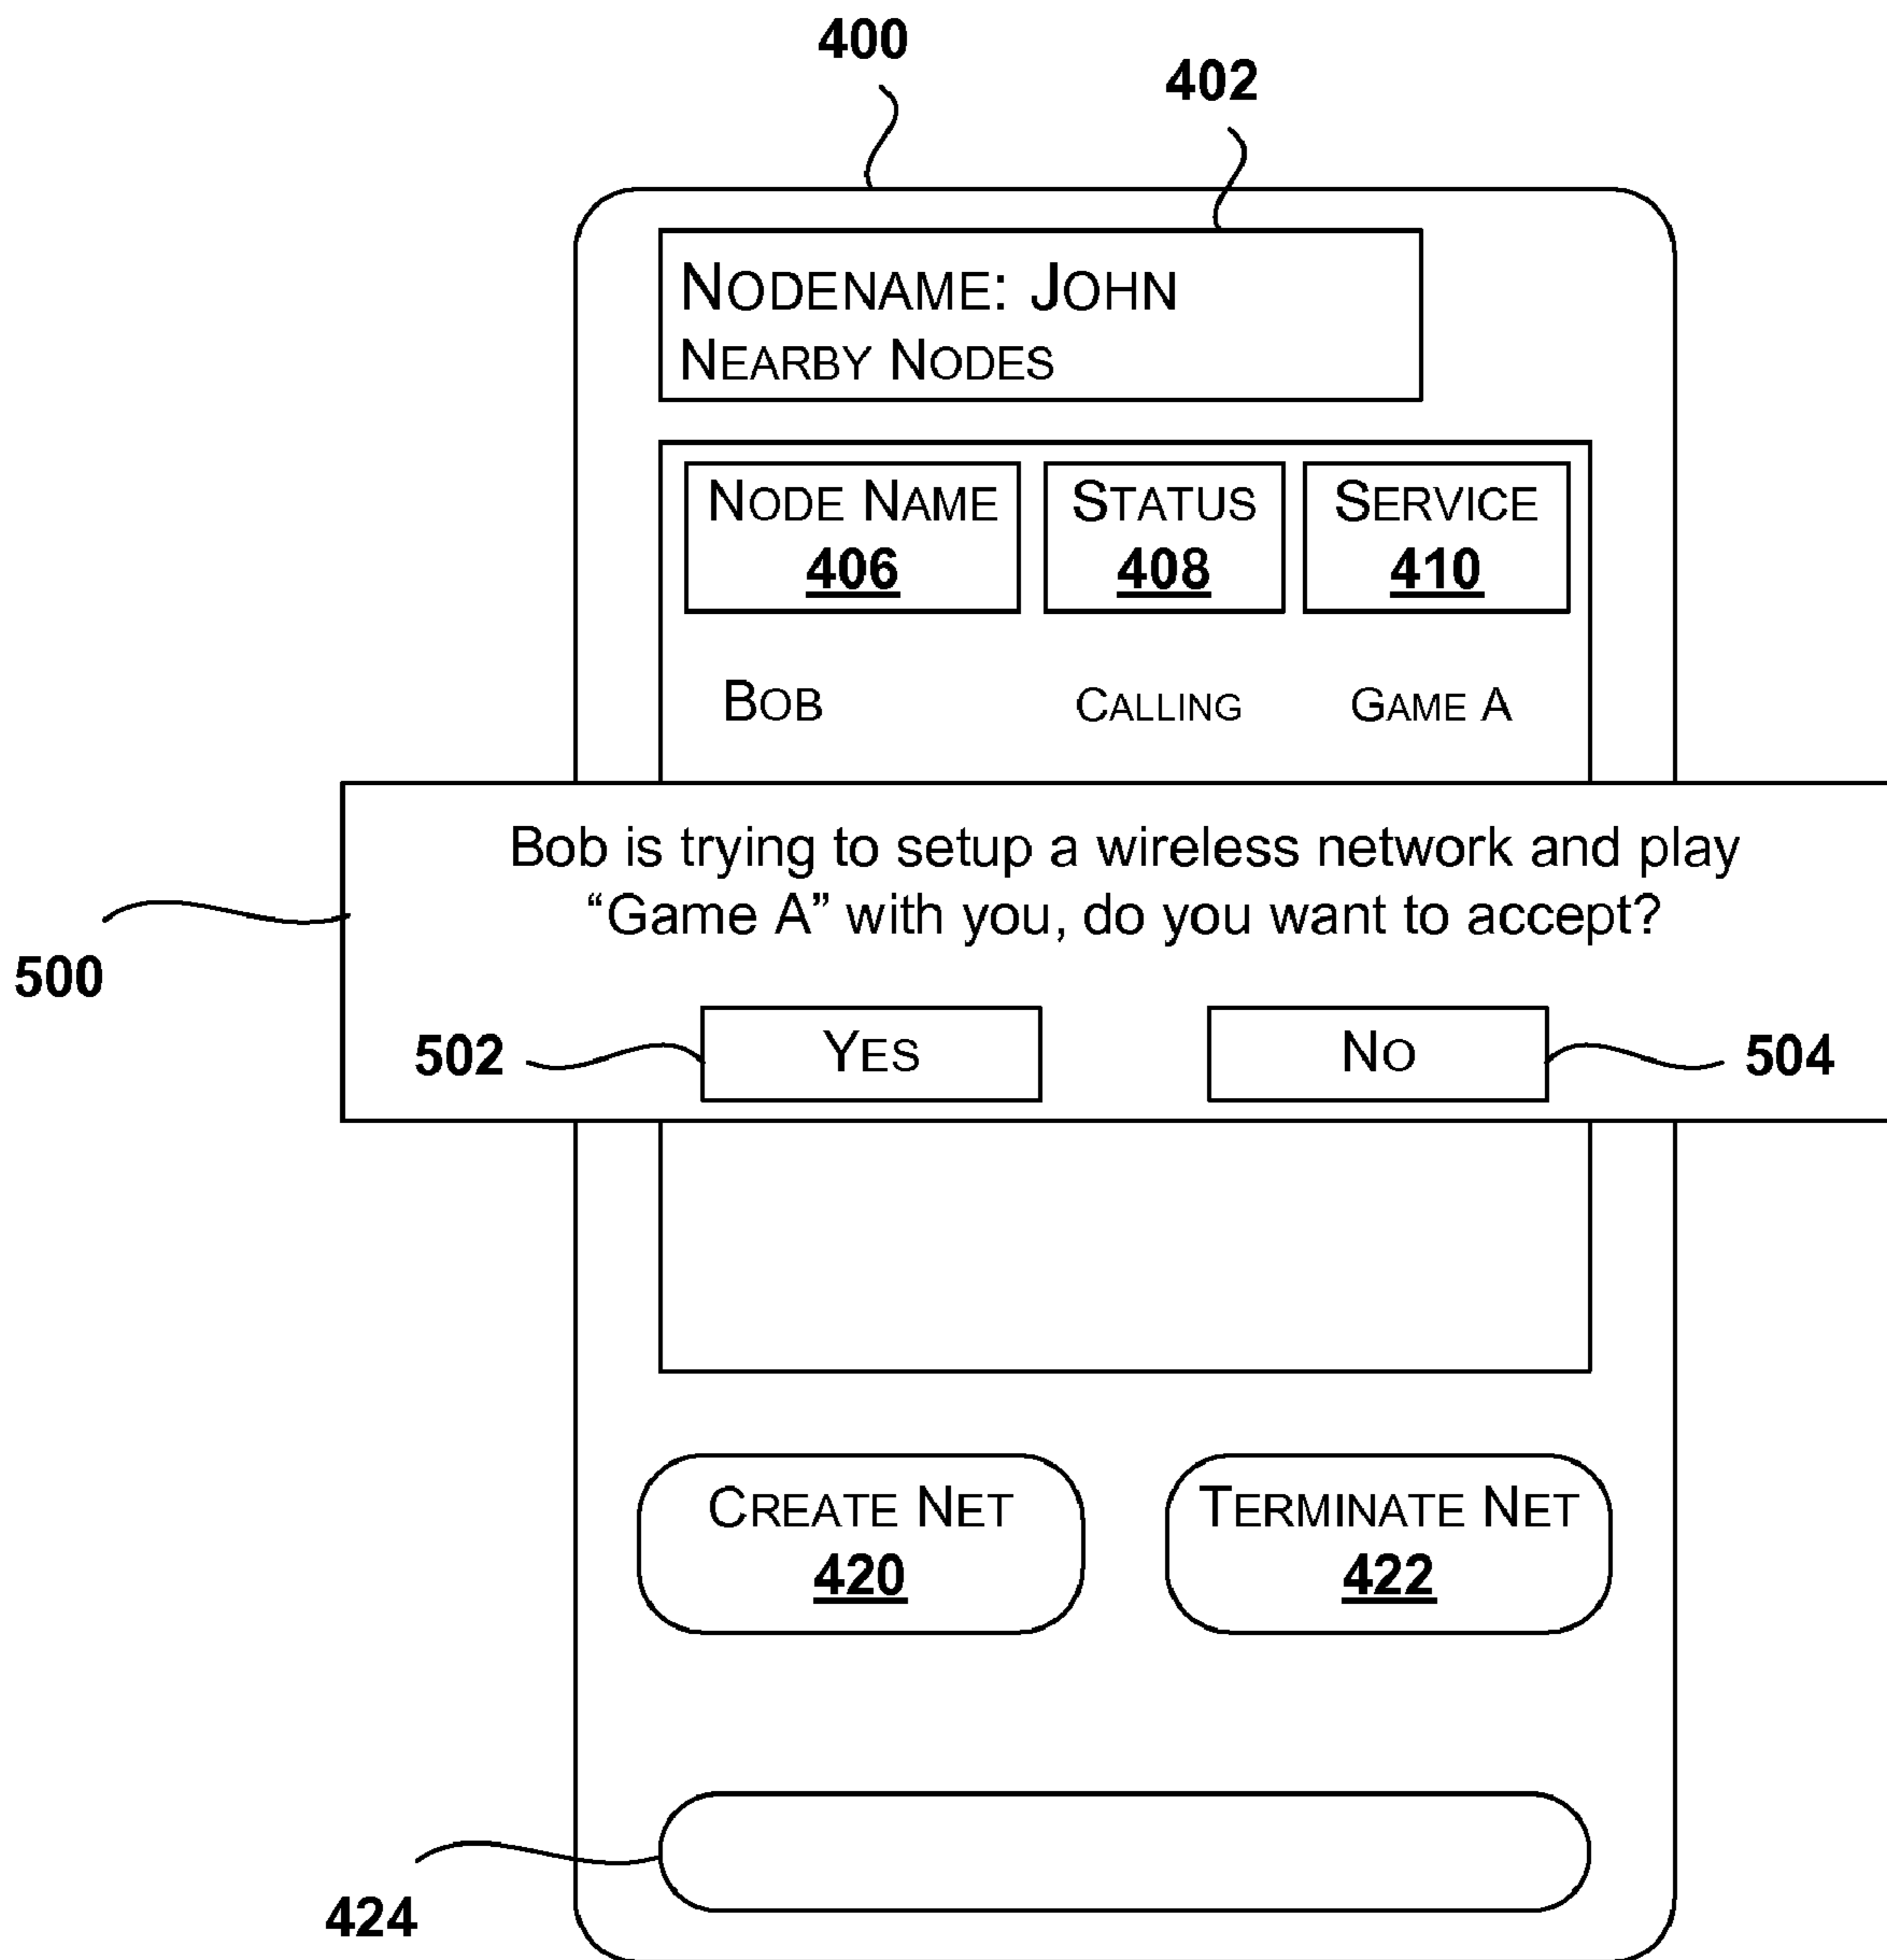 400
402
NODENAME: JOHN
NEARBY NODES
NODE NAME STATUS SERVICE
406 408 410
BOB CALLING GAME A
Bob is trying to setup a wireless network and play
“Game A” with you, do you want to accept?
500
502 YES NO 504
CREATE NET TERMINATE NET
420 422
424